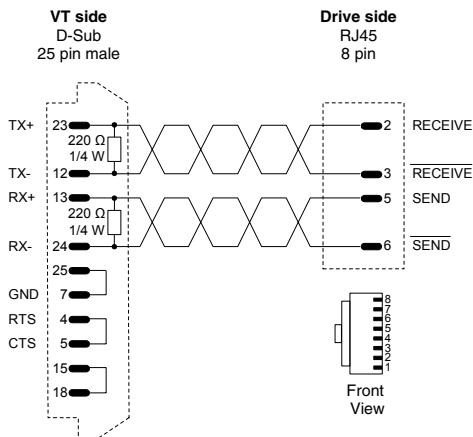 VT side
D-Sub
25 pin male
Drive side
RJ45
8 pin
TX+ 23
220 Ω
1/4 W
2 RECEIVE
TX- 12
3 RECEIVE
RX+ 13
220 Ω
1/4 W
5 SEND
RX- 24
6 SEND
25
GND 7
RTS 4
CTS 5
15
18
8
7
6
5
4
3
2
1
Front
View